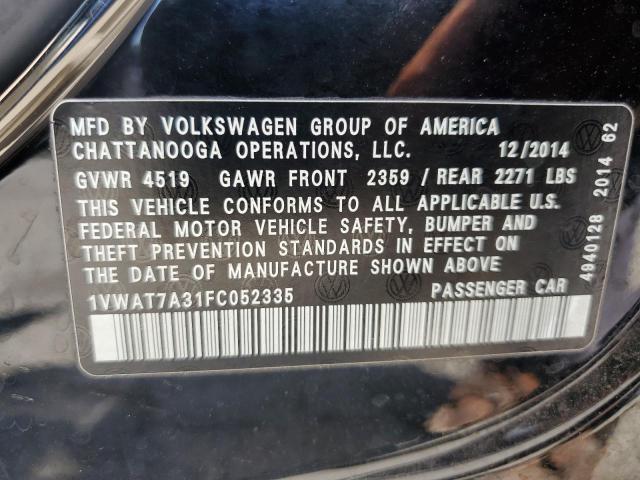 MFD BY VOLKSWAGEN GROUP OF AMERICA
CHATTANOOGA OPERATIONS, LLC. 12/2014
GVWR 4519 GAWR FRONT 2359 / REAR 2271 LBS
THIS VEHICLE CONFORMS TO ALL APPLICABLE U.S.
FEDERAL MOTOR VEHICLE SAFETY, BUMPER AND
THEFT PREVENTION STANDARDS IN EFFECT ON
THE DATE OF MANUFACTURE SHOWN ABOVE
1VWAT7A31FC052335 PASSENGER CAR
4940128 2014 62